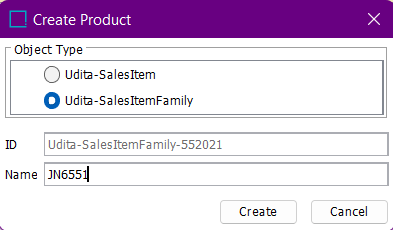 Create Product
Object Type
Udita-SalesItem
Udita-SalesItemFamily
ID Udita-SalesItemFamily-552021
Name JN6551
Create Cancel